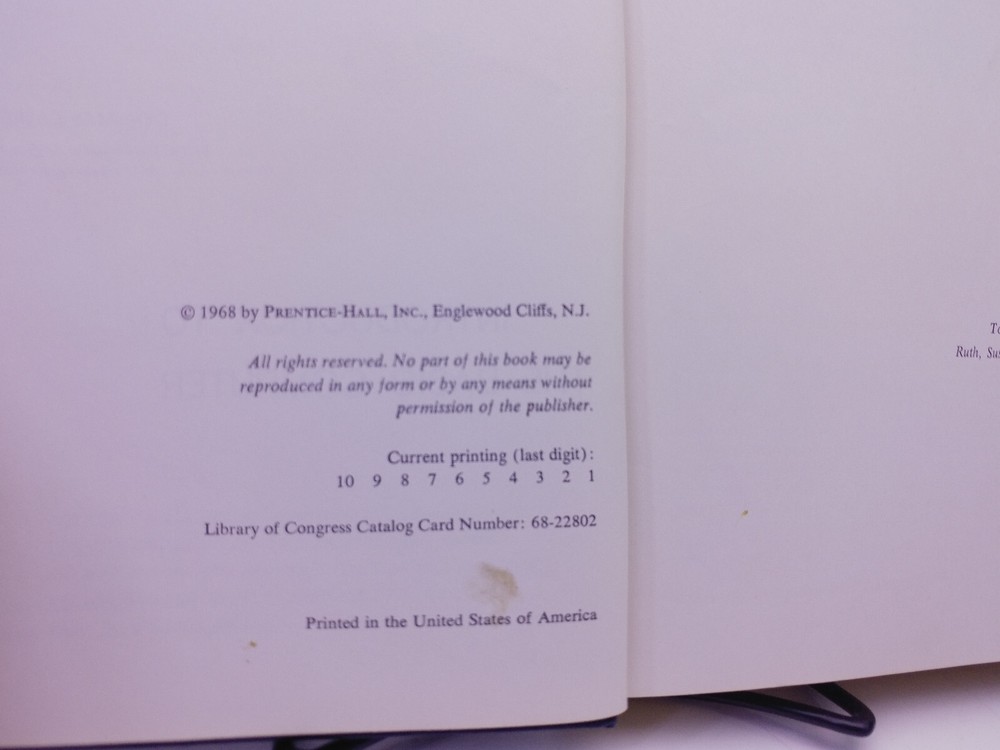 © 1968 by PRENTICE-HALL, INC., Englewood Cliffs, N.J.
All rights reserved. No part of this book may be
reproduced in any form or by any means without
permission of the publisher.
Current printing (last digit):
10 9 8 7 6 5 4 3 2 1
Library of Congress Catalog Card Number: 68-22802
Printed in the United States of America
To
Ruth,